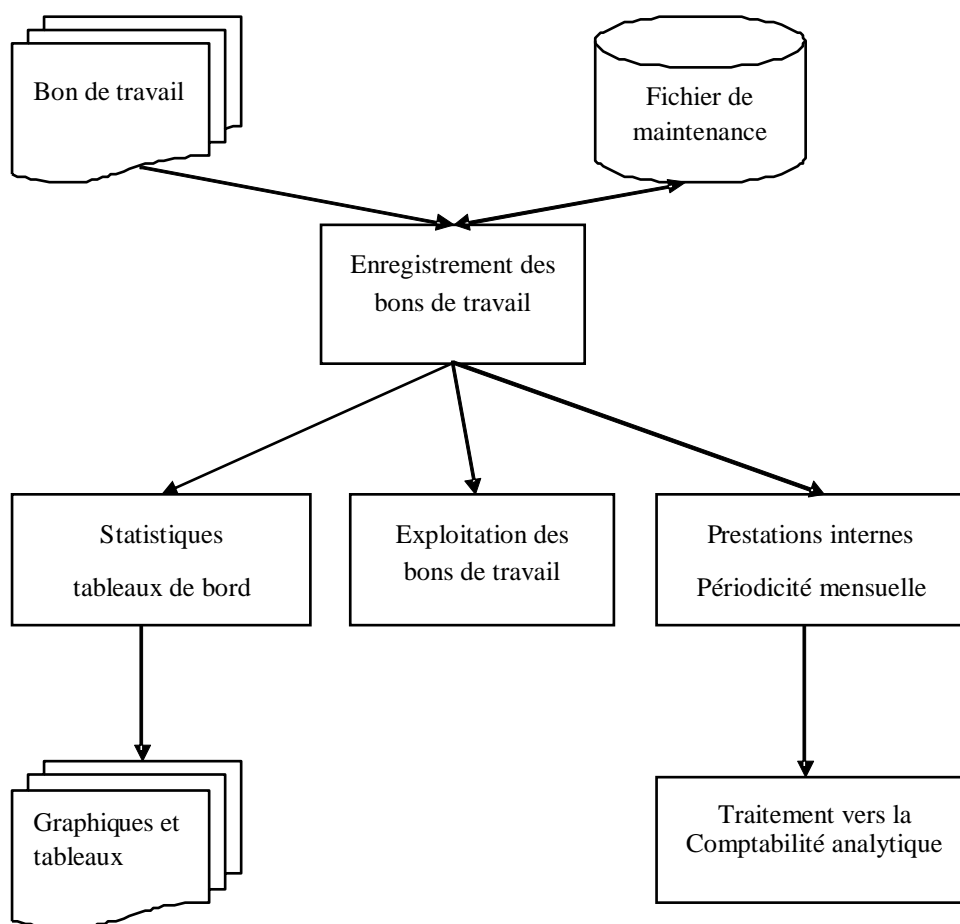 Bon de travail
Fichier de
maintenance
Enregistrement des
bons de travail
Statistiques
tableaux de bord
Exploitation des
bons de travail
Prestations internes
Périodicité mensuelle
Graphiques et
tableaux
Traitement vers la
Comptabilité analytique